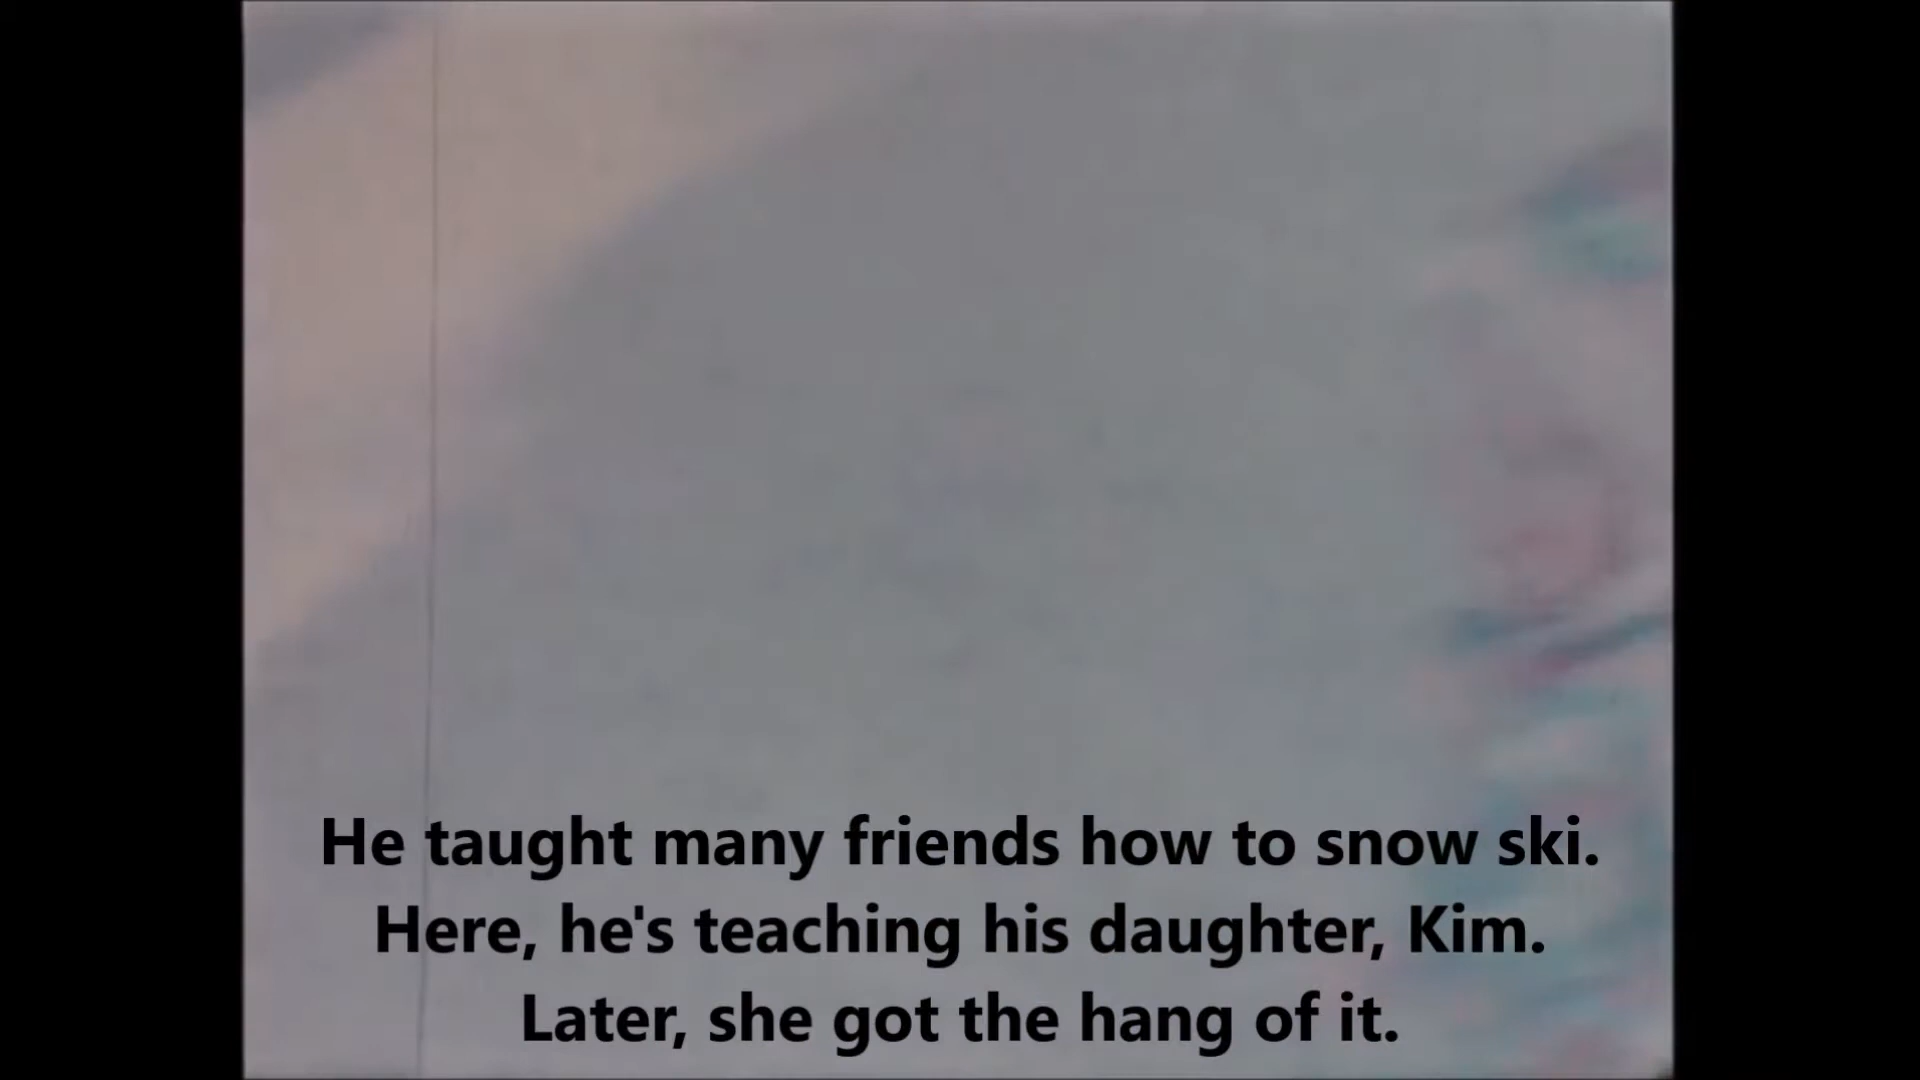 He taught many friends how to snow ski.
Here, he's teaching his daughter, Kim.
Later, she got the hang of it.